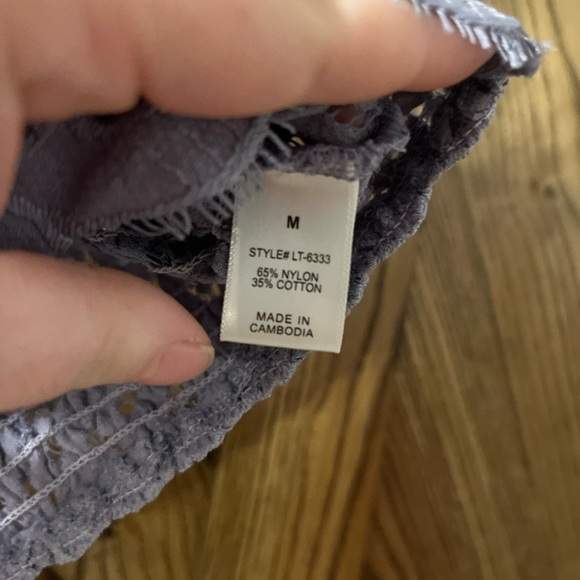 M
STYLE# LT-6333
65% NYLON
35% COTTON
MADE IN
CAMBODIA